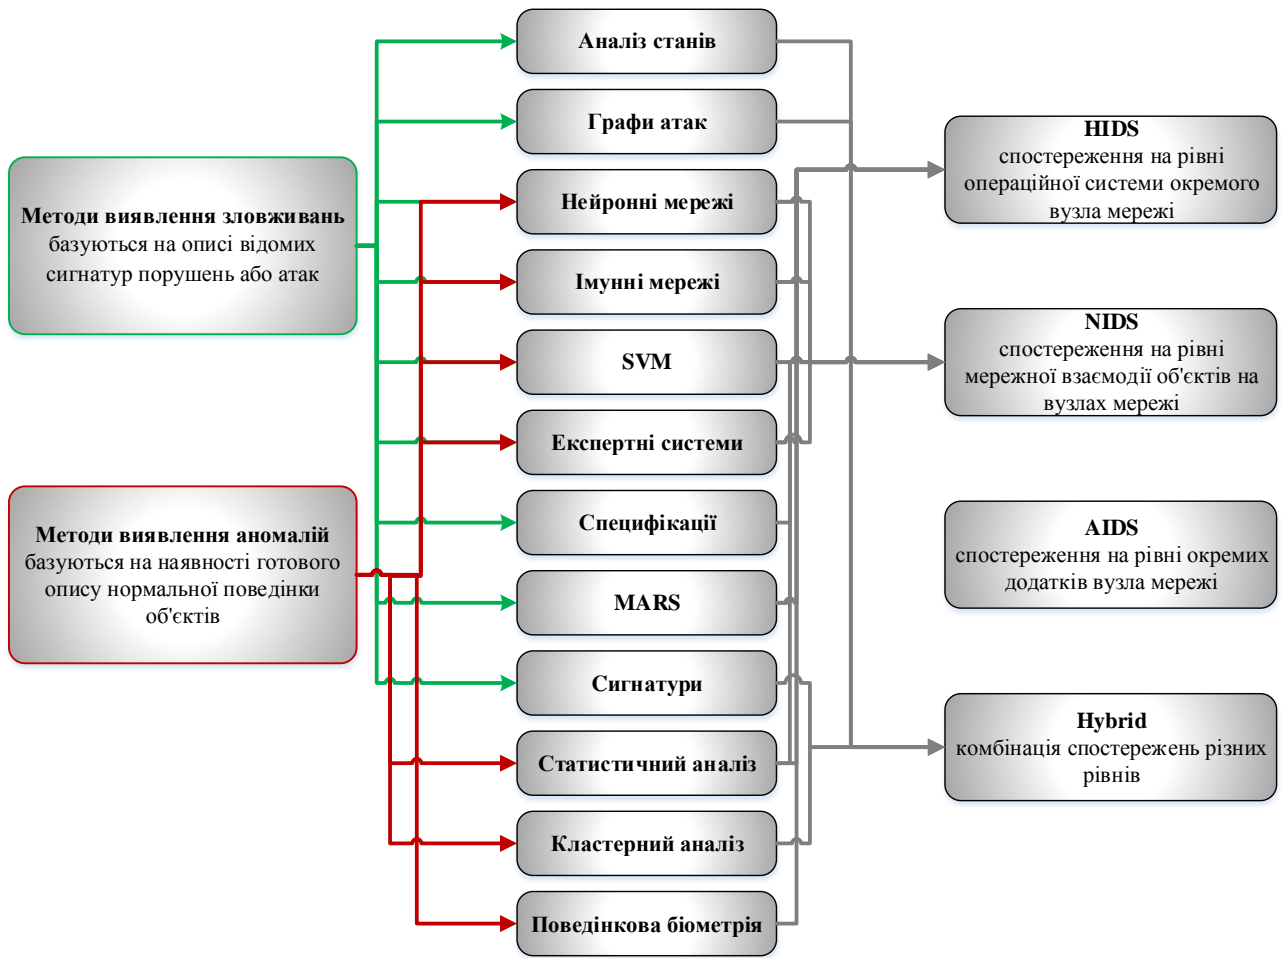 Методи виявлення зловживань
базуються на описі відомих
сигнатур порушень або атак
Методи виявлення аномалій
базуються на наявності готового
опису нормальної поведінки
об'єктів
Аналіз станів
Графи атак
Нейронні мережі
Імунні мережі
SVM
Експертні системи
Специфікації
MARS
Сигнатури
Статистичний аналіз
Кластерний аналіз
Поведінкова біометрія
HIDS
спостереження на рівні
операційної системи окремого
вузла мережі
NIDS
спостереження на рівні
мережної взаємодії об'єктів на
вузлах мережі
AIDS
спостереження на рівні окремих
додатків вузла мережі
Hybrid
комбінація спостережень різних
рівнів